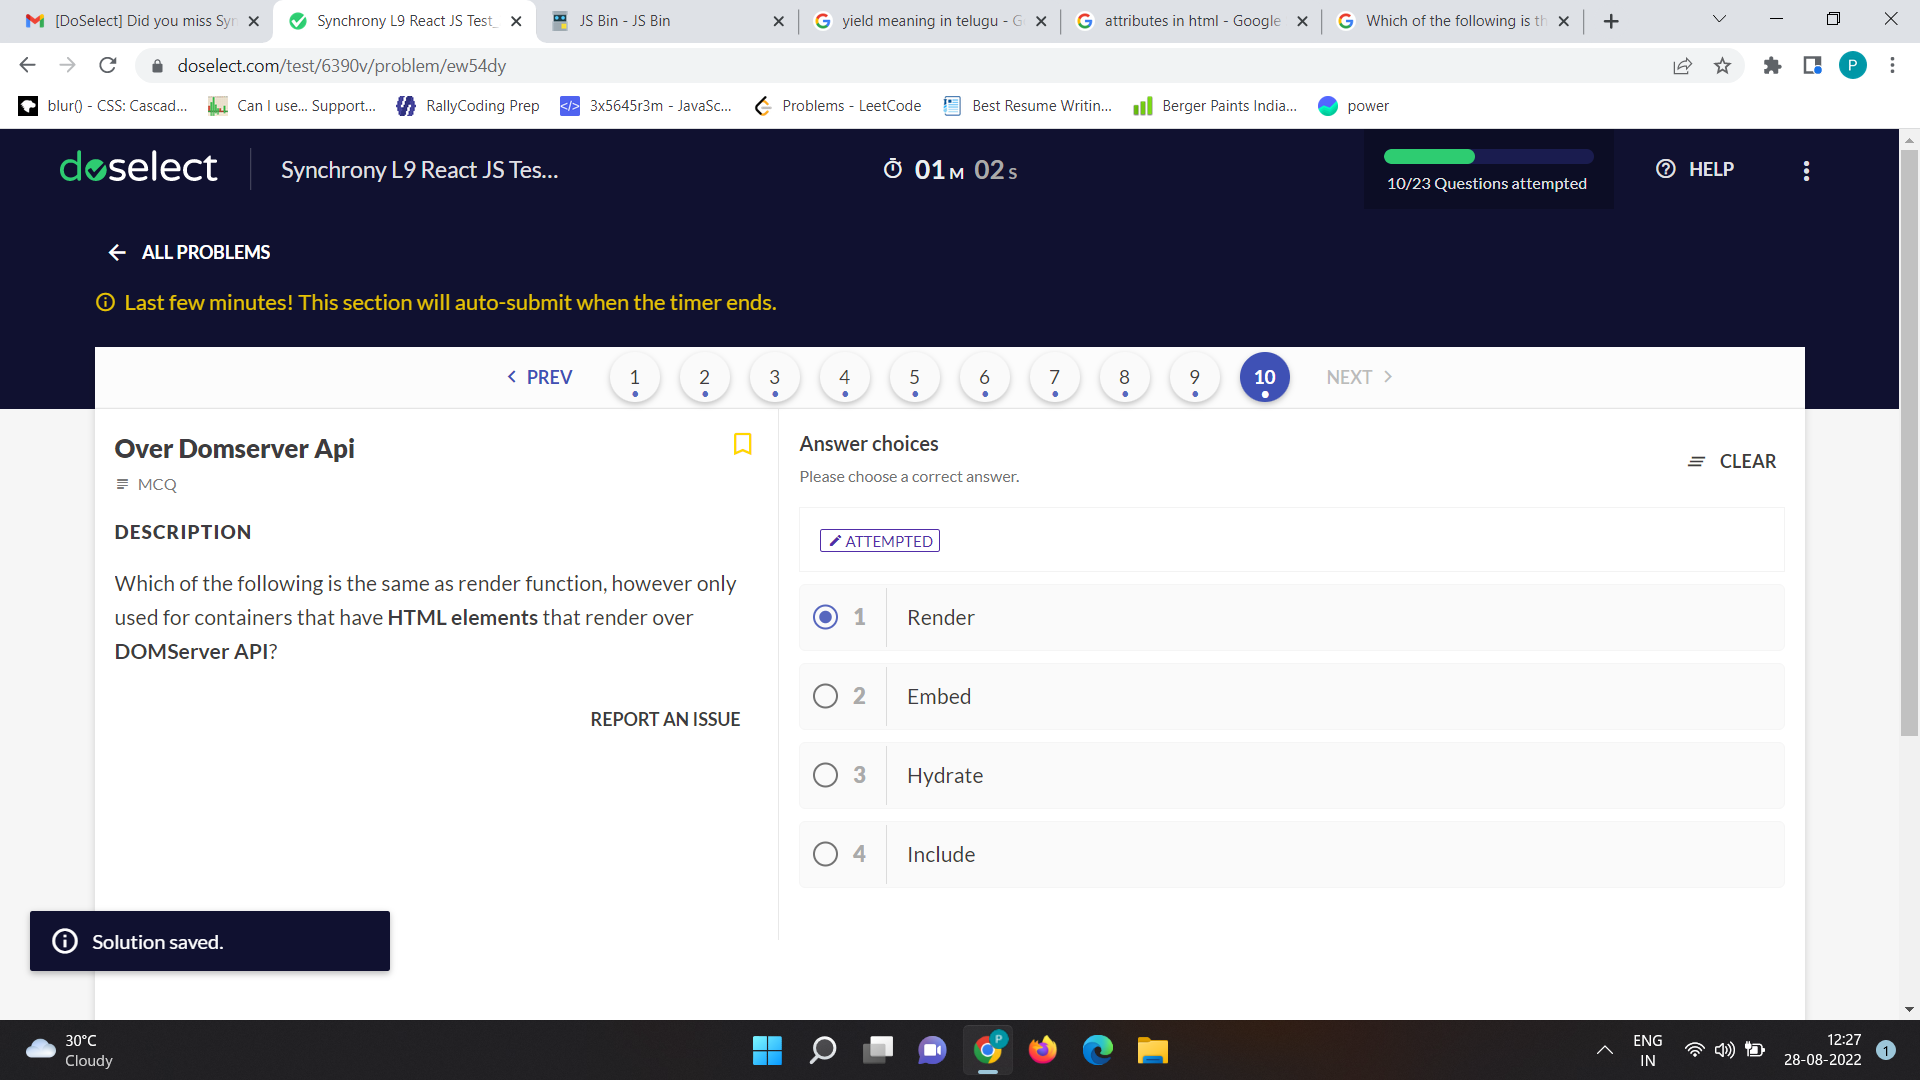 [DoSelect] Did you miss Syn
Synchrony L9 React JS Test_
JS Bin - JS Bin
yield meaning in telugu - G
attributes in html - Google
Which of the following is th
doselect.com/test/6390v/problem/ew54dy
P
blur() - CSS: Cascad...
Can I use... Support...
RallyCoding Prep
3x5645r3m - JavaSc...
Problems - LeetCode
Best Resume Writin...
Berger Paints India...
power
doselect
Synchrony L9 React JS Tes...
01 M 02 S
10/23 Questions attempted
HELP
ALL PROBLEMS
Last few minutes! This section will auto-submit when the timer ends.
PREV 1 2 3 4 5 6 7 8 9 10 NEXT
Over Domserver Api
MCQ
DESCRIPTION
Which of the following is the same as render function, however only
used for containers that have HTML elements that render over
DOMServer API?
REPORT AN ISSUE
Answer choices
Please choose a correct answer.
CLEAR
ATTEMPTED
1 Render
2 Embed
3 Hydrate
4 Include
Solution saved.
30°C
Cloudy
P
ENG
IN
12:27
28-08-2022
1